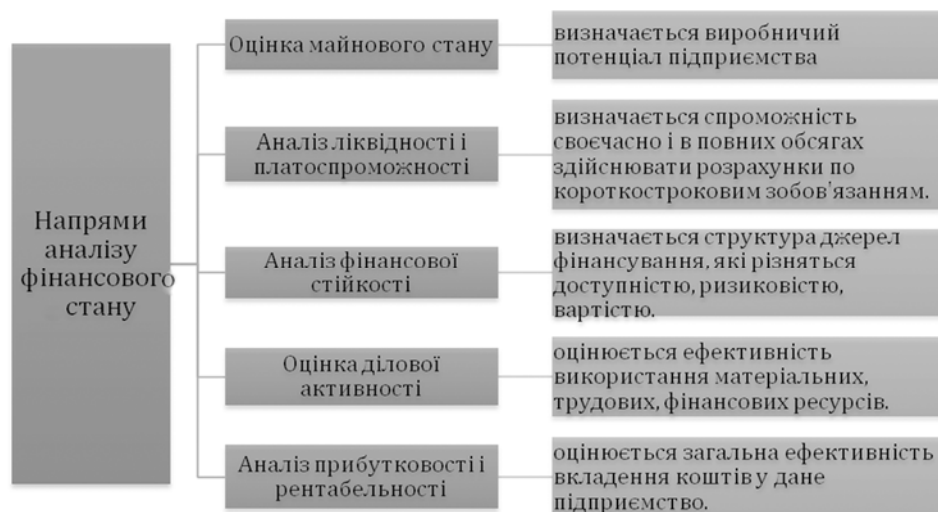 Напрями
аналізу
фінансового
стану
Оцінка майнового стану
визначається виробничий
потенціал підприємства
Аналіз ліквідності і
платоспроможності
визначається спроможність
своєчасно і в повних обсягах
здійснювати розрахунки по
короткостроковим зобов'язанням.
Аналіз фінансової
стійкості
визначається структура джерел
фінансування, які різняться
доступністю, ризиковістю,
вартістю.
Оцінка ділової
активності
оцінюється ефективність
використання матеріальних,
трудових, фінансових ресурсів.
Аналіз прибутковості і
рентабельності
оцінюється загальна ефективність
вкладення коштів у дане
підприємство.